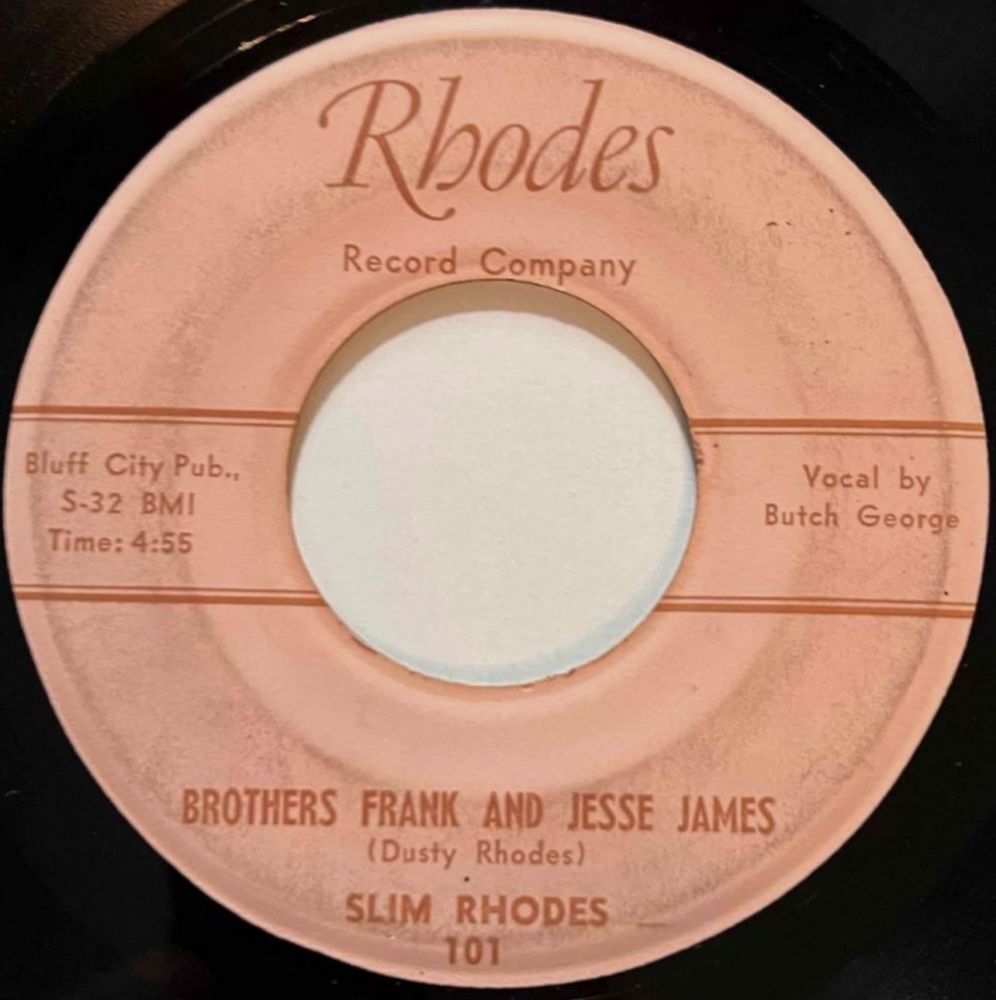 Rhodes
Record Company
Bluff City Pub.,
S-32 BMI
Time: 4:55
Vocal by
Butch George
BROTHERS FRANK AND JESSE JAMES
(Dusty Rhodes)
SLIM RHODES
101